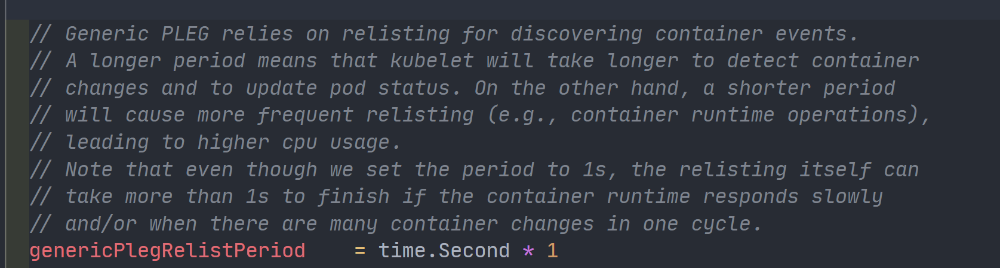 // Generic PLEG relies on relisting for discovering container events.
// A longer period means that kubelet will take longer to detect container
// changes and to update pod status. On the other hand, a shorter period
// will cause more frequent relisting (e.g., container runtime operations),
// leading to higher cpu usage.
// Note that even though we set the period to 1s, the relisting itself can
// take more than 1s to finish if the container runtime responds slowly
// and/or when there are many container changes in one cycle.
genericPlegRelistPeriod    = time.Second * 1